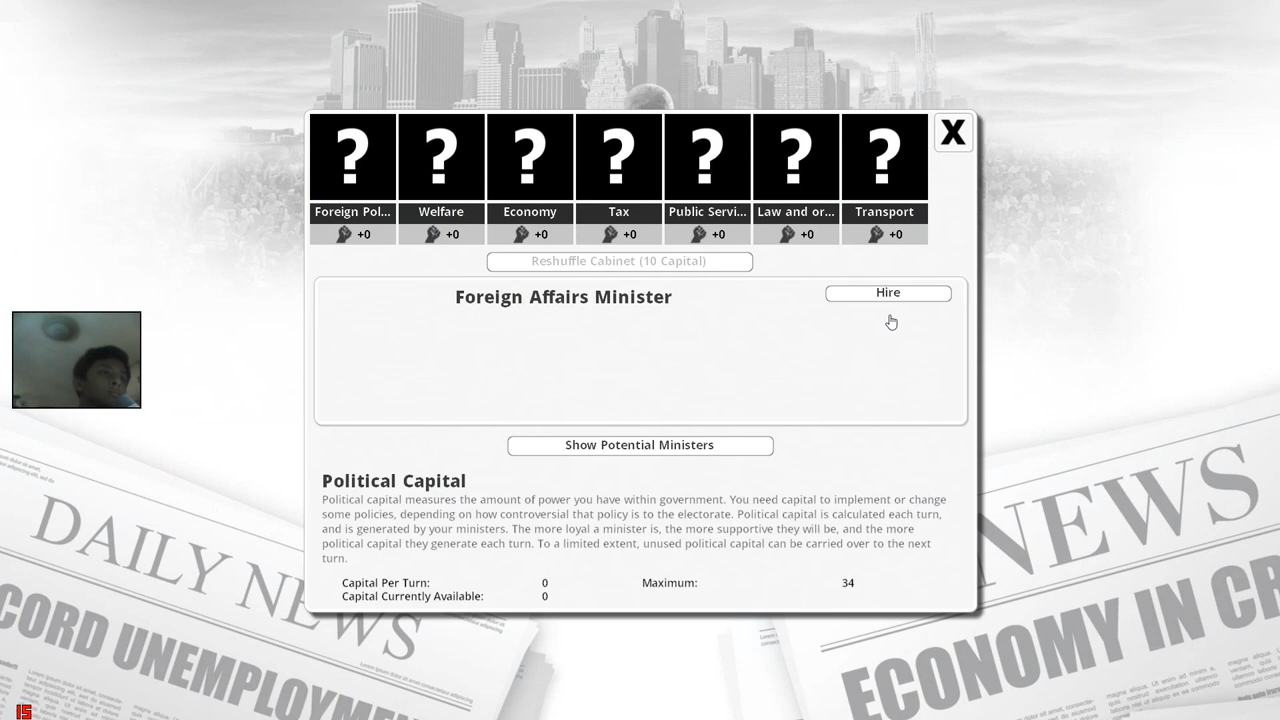 ? ? ? ? ? ? ? X
Foreign Pol... Welfare Economy Tax Public Servi... Law and or... Transport
+0 +0 +0 +0 +0 +0 +0
Reshuffle Cabinet (10 Capital)
Foreign Affairs Minister
Hire
Show Potential Ministers
Political Capital
Political capital measures the amount of power you have within government. You need capital to implement or change
some policies, depending on how controversial that policy is to the electorate. Political capital is calculated each turn,
and is generated by your ministers. The more loyal a minister is, the more supportive they will be, and the more
political capital they generate each turn. To a limited extent, unused political capital can be carried over to the next
turn.
Capital Per Turn: 0 Maximum: 34
Capital Currently Available: 0
DAILY NEWS
CORD UNEMPLOYME
NEWS
ECONOMY IN CR
15